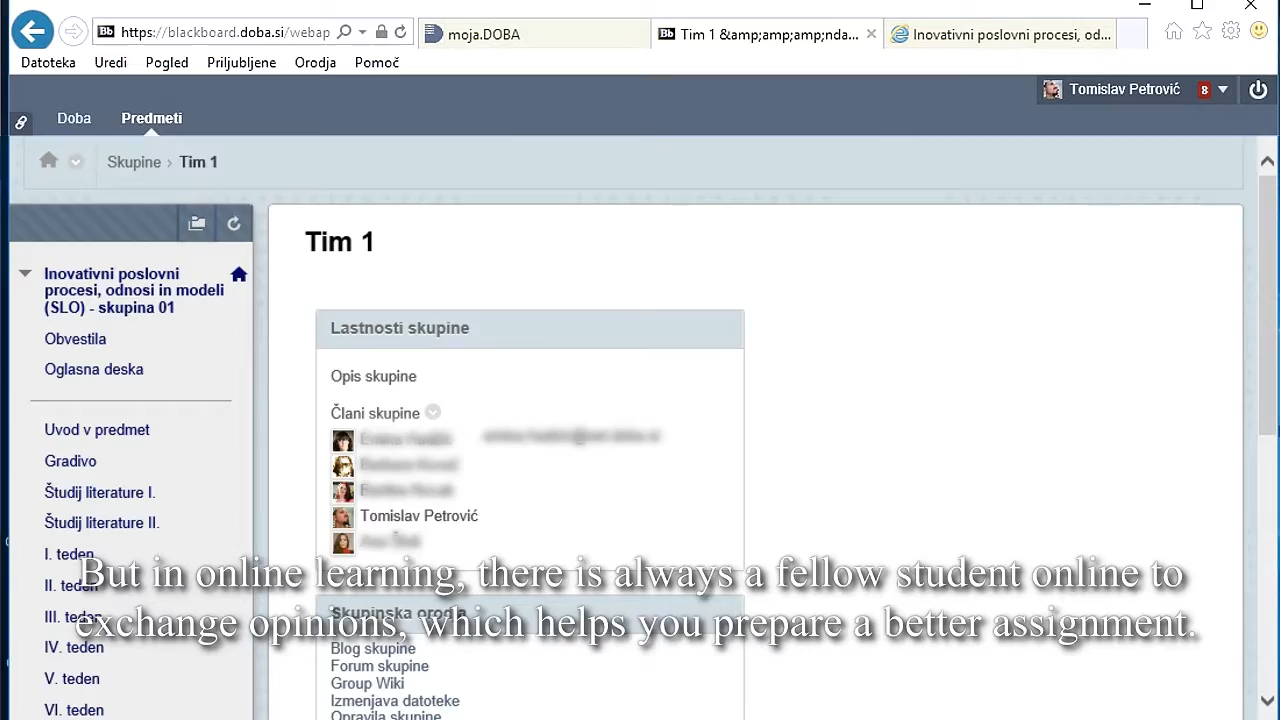 https://blackboard.doba.si/webap
moja.DOBA
Tim 1 &amp;amp;amp;nda...
Inovativni poslovni procesi, od...
Datoteka Uredi Pogled Priljubljene Orodja Pomoč
Tomislav Petrović 8
Doba Predmeti
Skupine › Tim 1
Tim 1
Inovativni poslovni
procesi, odnosi in modeli
(SLO) - skupina 01
Obvestila
Oglasna deska
Uvod v predmet
Gradivo
Študij literature I.
Študij literature II.
I. teden
II. teden
III. teden
IV. teden
V. teden
VI. teden
Lastnosti skupine
Opis skupine
Člani skupine
Tomislav Petrović
Skupinska orodja
Blog skupine
Forum skupine
Group Wiki
Izmenjava datoteke
Opravila skupine
But in online learning, there is always a fellow student online to
exchange opinions, which helps you prepare a better assignment.